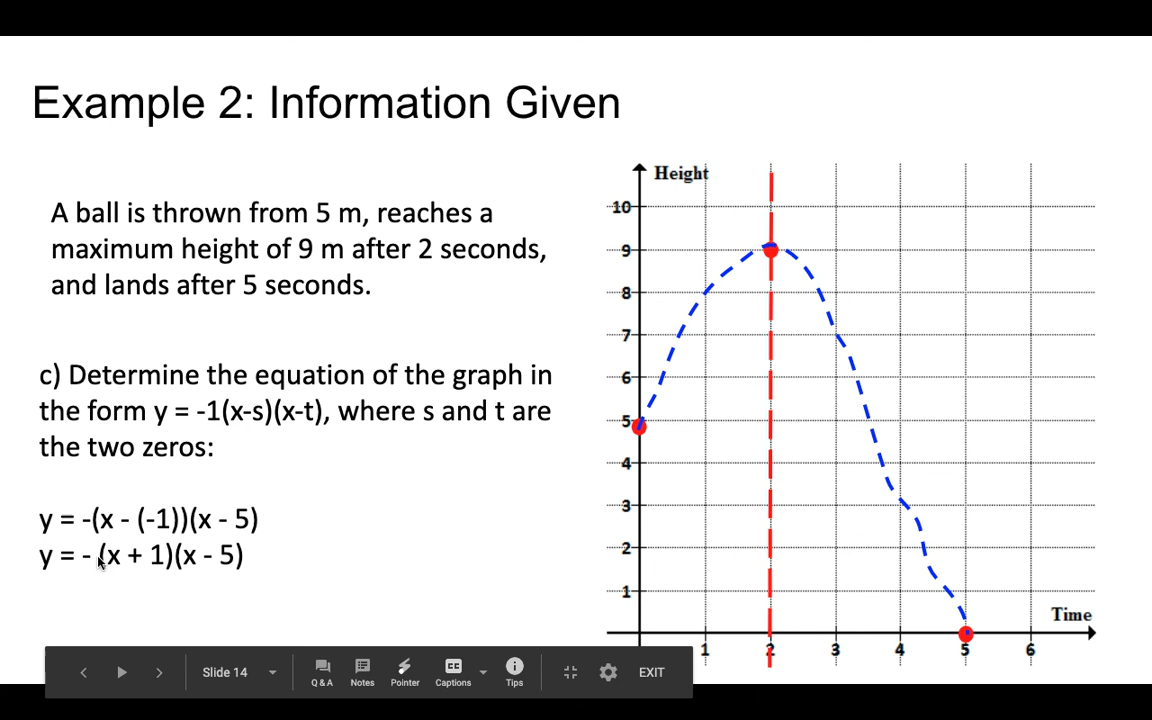 Example 2: Information Given
A ball is thrown from 5 m, reaches a
maximum height of 9 m after 2 seconds,
and lands after 5 seconds.
c) Determine the equation of the graph in
the form y = -1(x-s)(x-t), where s and t are
the two zeros:
y = -(x - (-1))(x - 5)
y = - (x + 1)(x - 5)
Height
10
9
8
7
6
5
4
3
2
1
Time
1 2 3 4 5 6
Slide 14
Q & A Notes Pointer Captions Tips
CC
EXIT